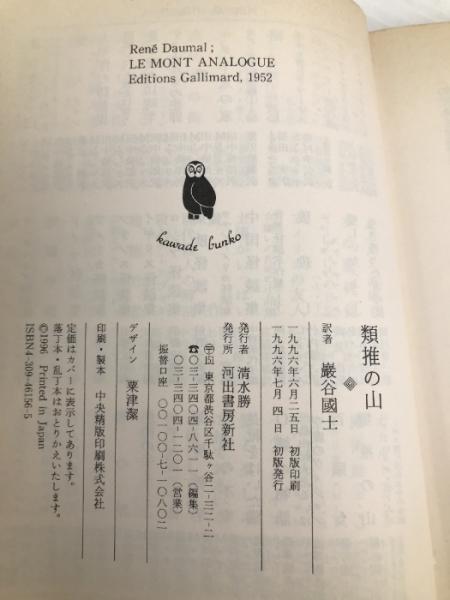 René Daumal ;
LE MONT ANALOGUE
Editions Gallimard, 1952
kawade bunko
類推の山
訳者 巖谷國士
一九九六年六月二五日 初版印刷
一九九六年七月 四 日 初版発行
発行者 清水勝
発行所 河出書房新社
〒151 東京都渋谷区千駄ヶ谷二-三二-二
☎〇三-三四〇四-八六一一(編集)
〇三-三四〇四-一二〇一(営業)
振替口座 〇〇一〇〇-七-一〇八〇二
デザイン 粟津潔
印刷・製本 中央精版印刷株式会社
定価はカバーに表示してあります。
落丁本・乱丁本はおとりかえいたします。
©1996 Printed in Japan
ISBN4-309-46156-5